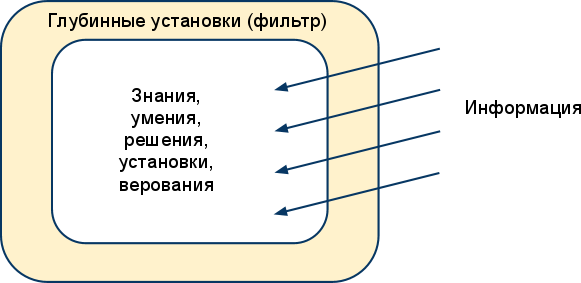 Глубинные установки (фильтр)
Знания,
умения,
решения,
установки,
верования
Информация